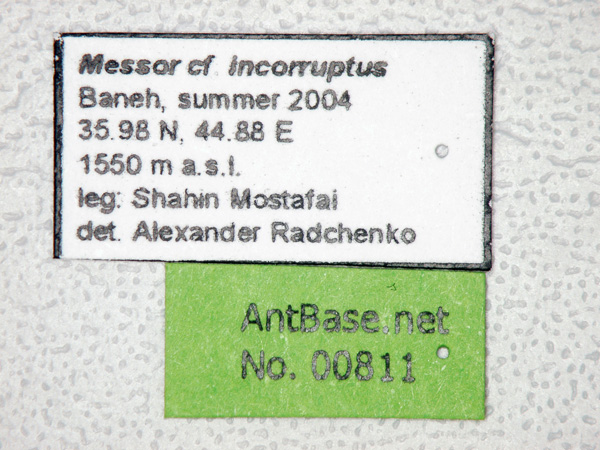 Messor cf incorruptus
Baneh, summer 2004
35.98 N, 44.88 E
1550 m a.s.l.
leg: Shahin Mostafai
det. Alexander Radchenko
AntBase.net
No. 00811